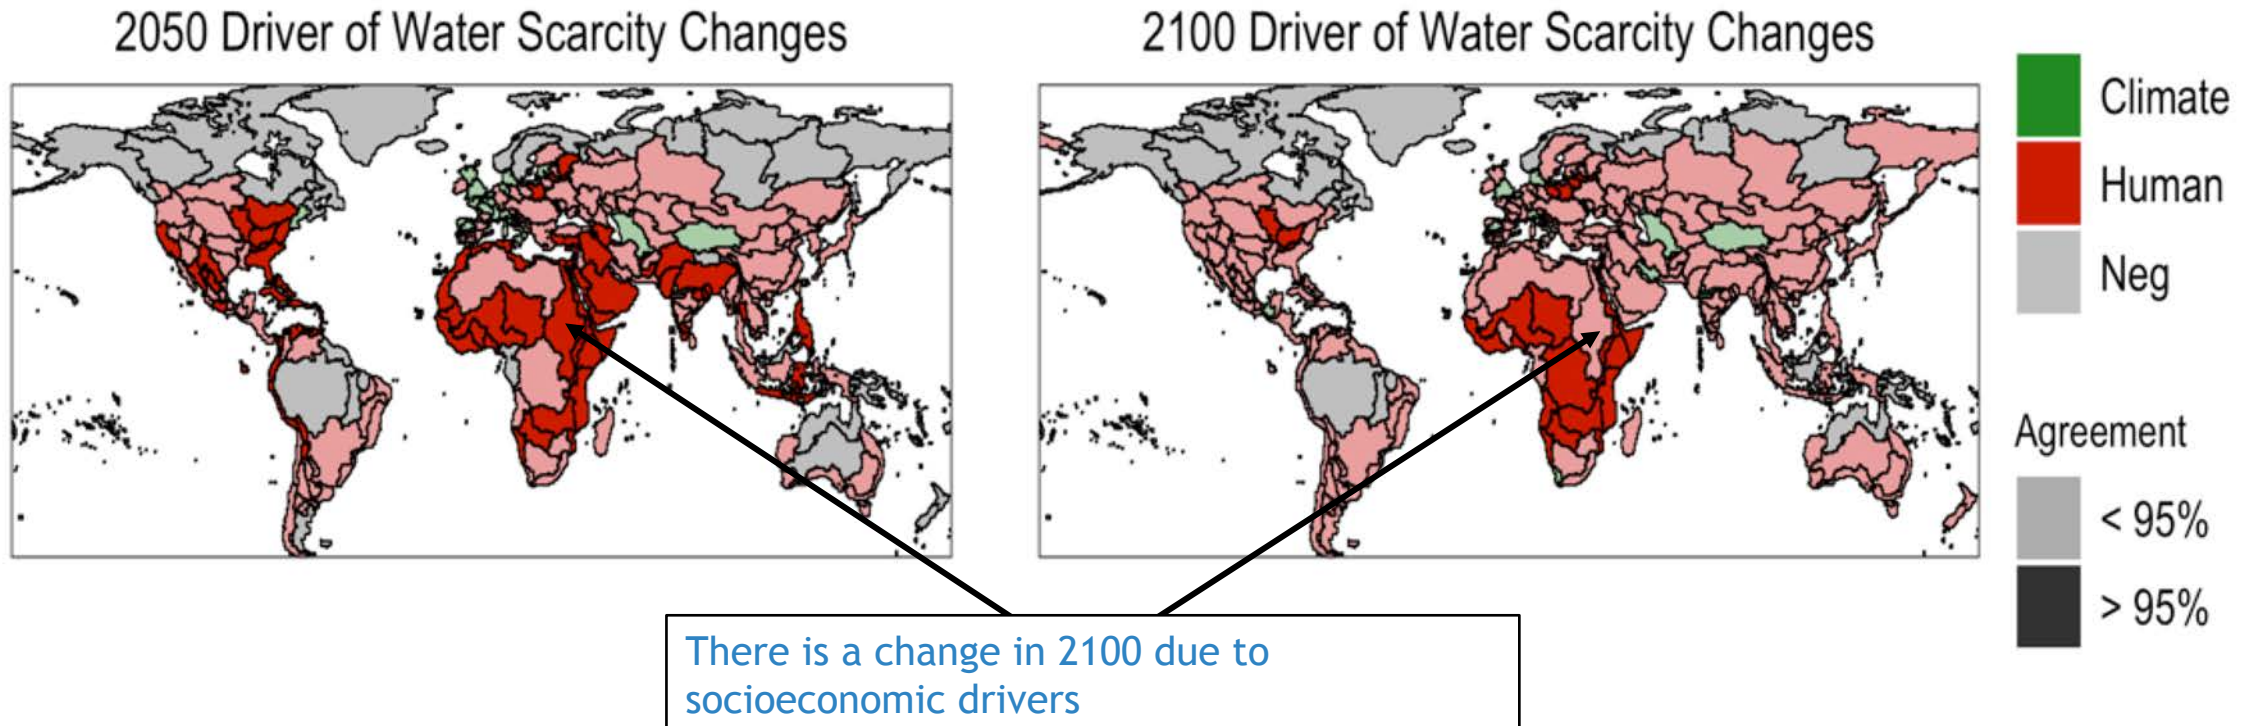 2050 Driver of Water Scarcity Changes
2100 Driver of Water Scarcity Changes
Climate
Human
Neg
Agreement
< 95%
> 95%
There is a change in 2100 due to
socioeconomic drivers